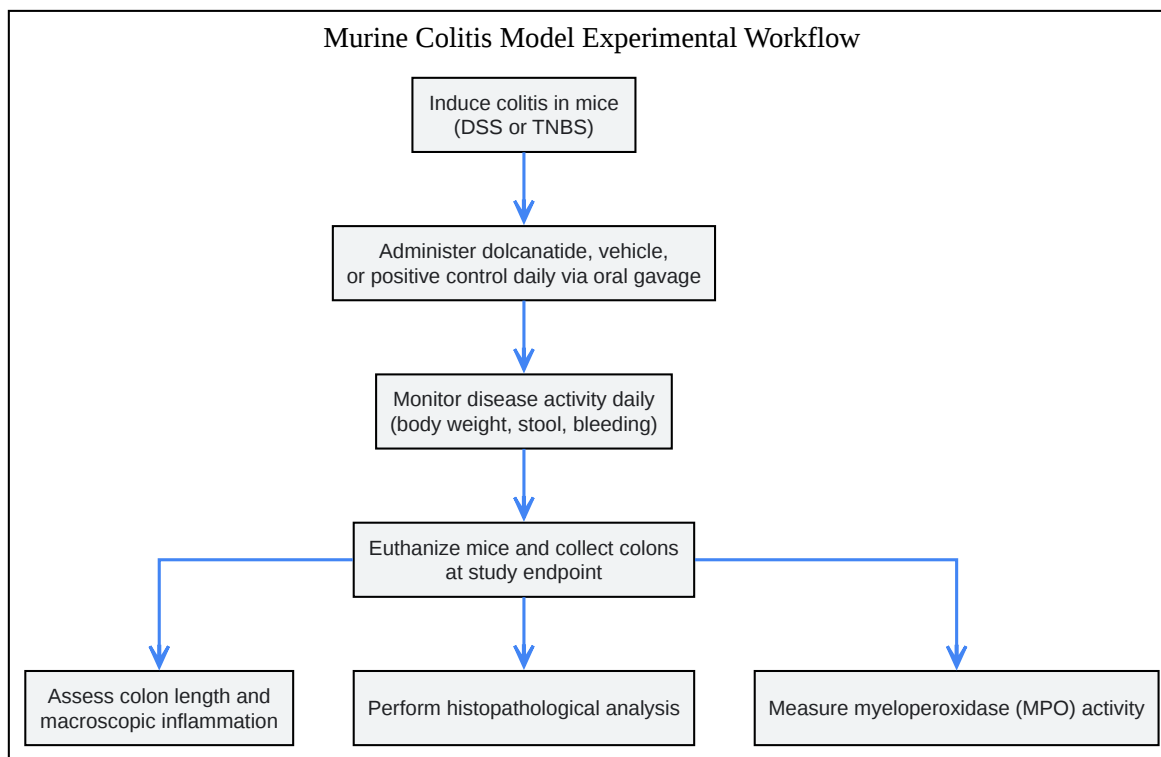 Murine Colitis Model Experimental Workflow
Induce colitis in mice
(DSS or TNBS)
Administer dolcanatide, vehicle,
or positive control daily via oral gavage
Monitor disease activity daily
(body weight, stool, bleeding)
Euthanize mice and collect colons
at study endpoint
Assess colon length and
macroscopic inflammation
Perform histopathological analysis
Measure myeloperoxidase (MPO) activity